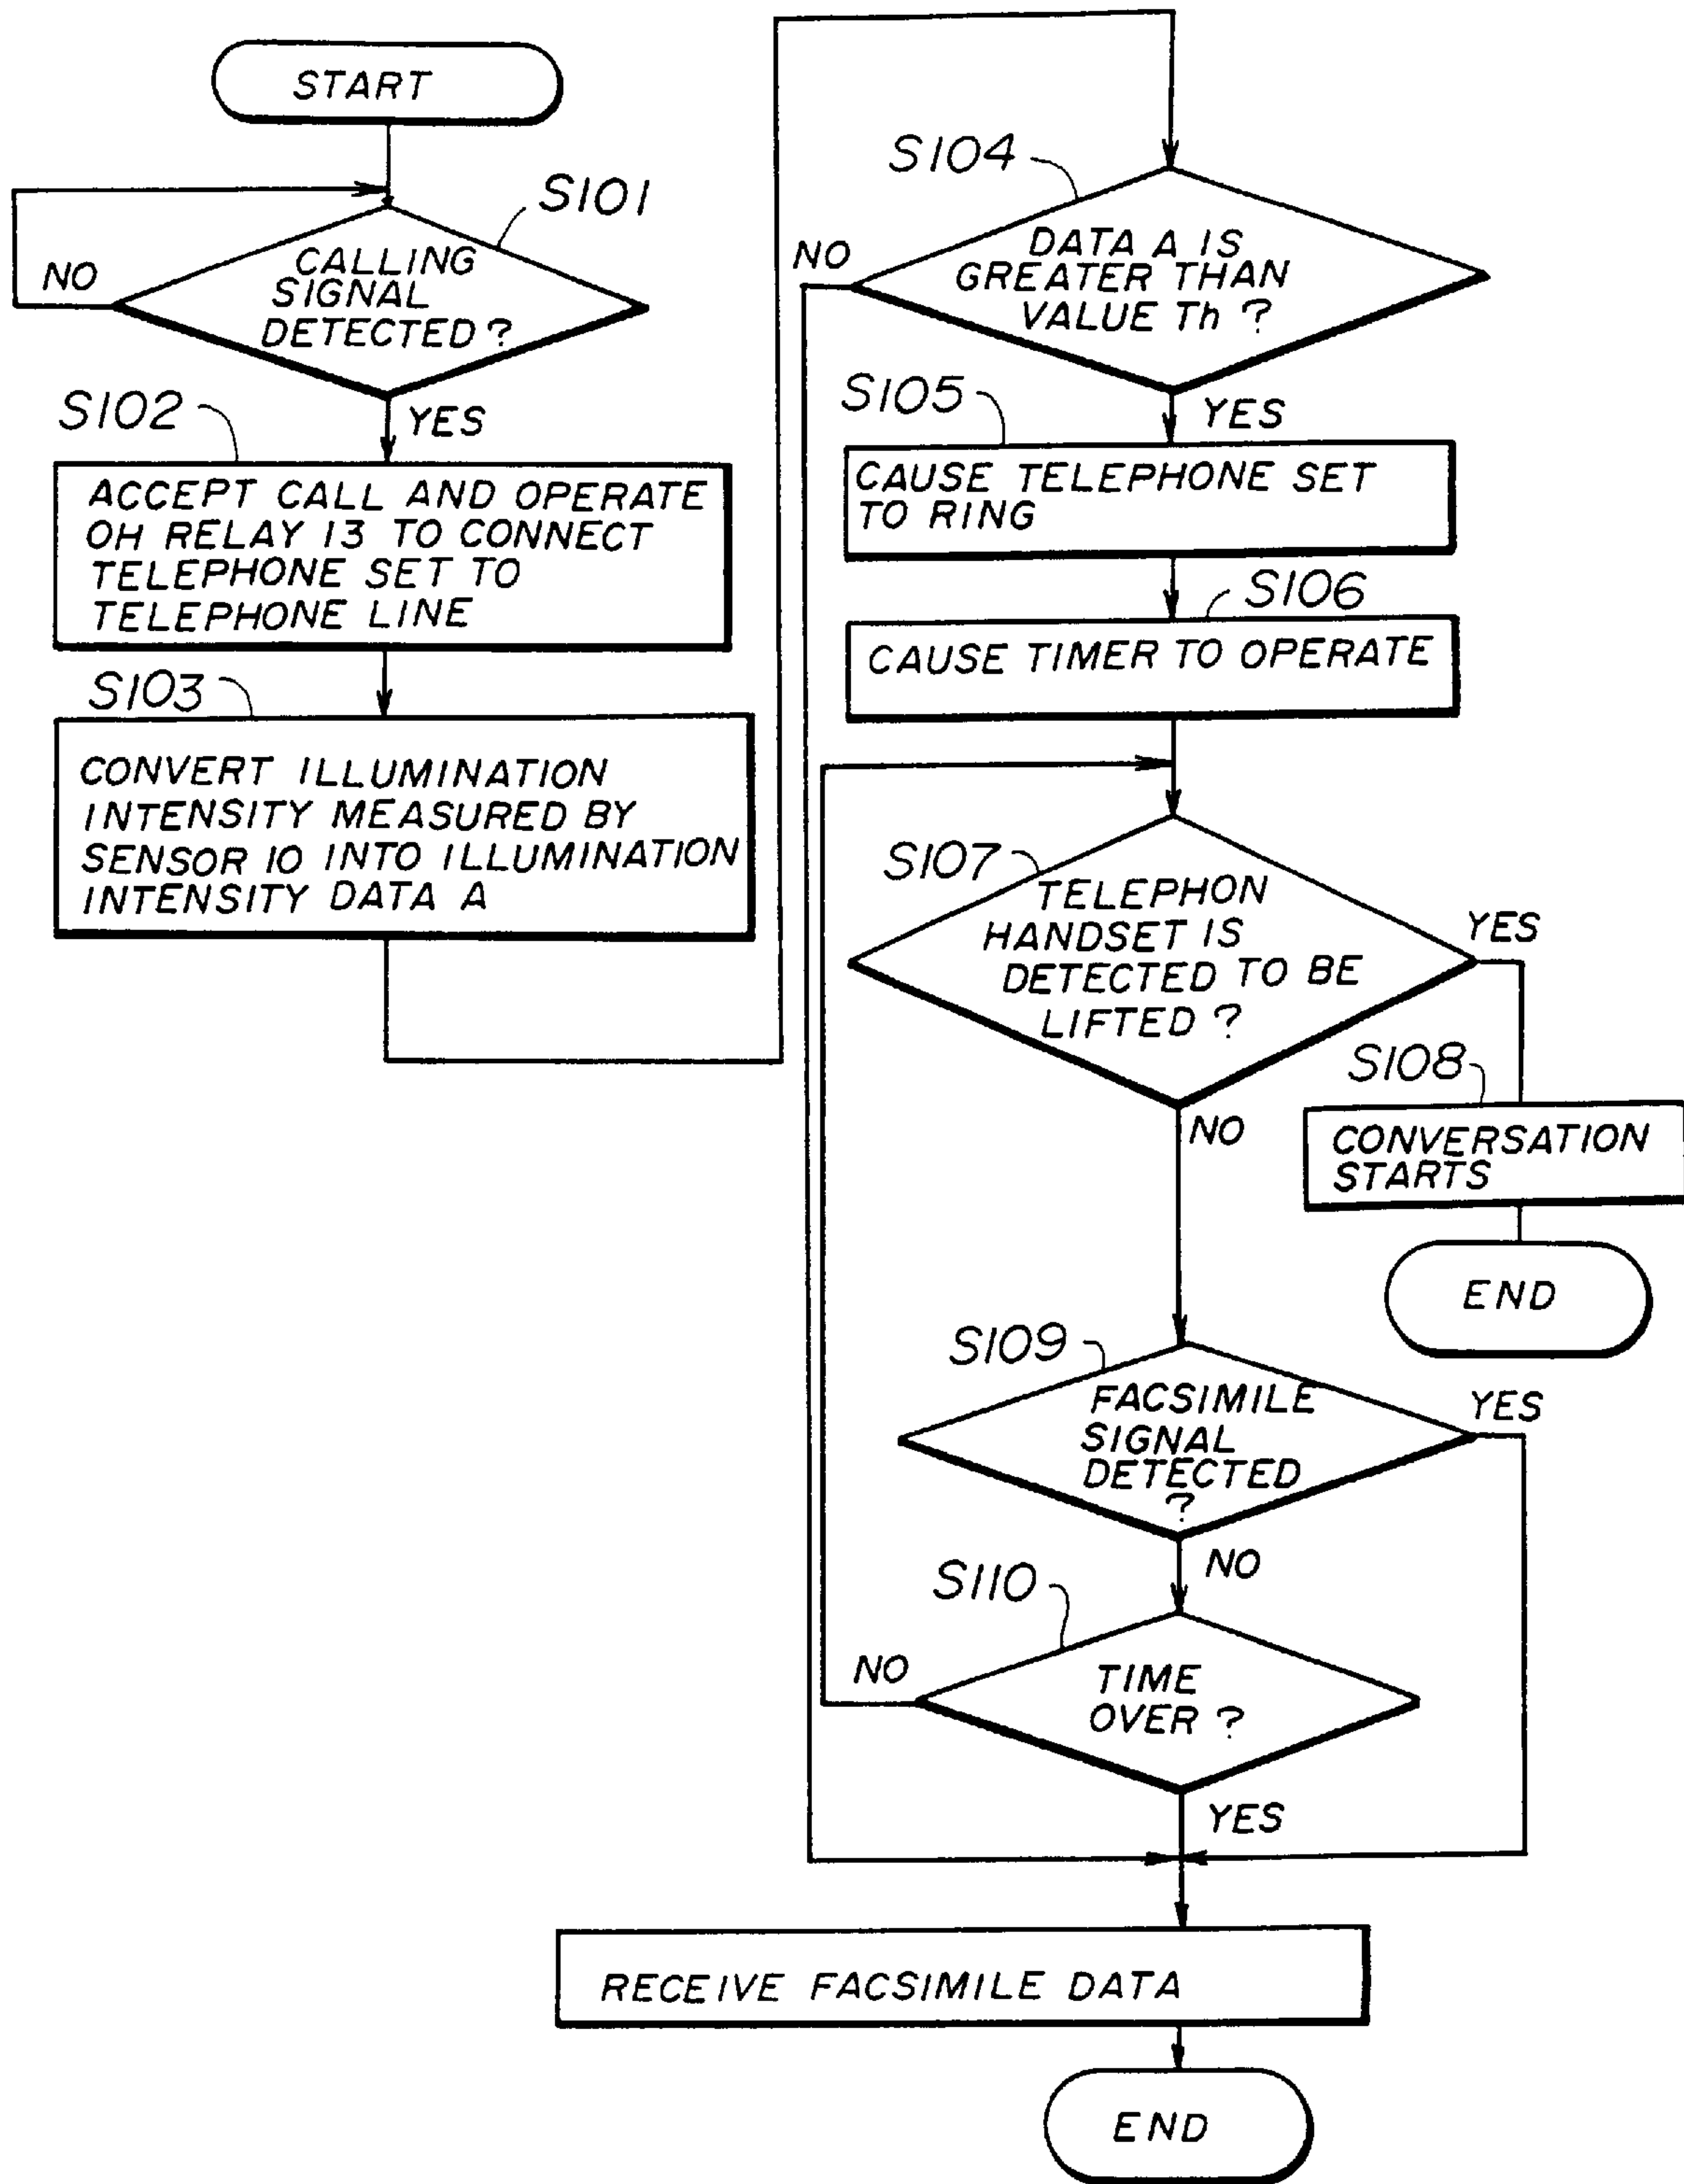 START
S101
CALLING
SIGNAL
DETECTED?
NO
YES
S102
ACCEPT CALL AND OPERATE
OH RELAY 13 TO CONNECT
TELEPHONE SET TO
TELEPHONE LINE
S103
CONVERT ILLUMINATION
INTENSITY MEASURED BY
SENSOR 10 INTO ILLUMINATION
INTENSITY DATA A
S104
DATA A IS
GREATER THAN
VALUE Th ?
NO
YES
S105
CAUSE TELEPHONE SET
TO RING
S106
CAUSE TIMER TO OPERATE
S107
TELEPHON
HANDSET IS
DETECTED TO BE
LIFTED ?
YES
NO
S108
CONVERSATION
STARTS
END
S109
FACSIMILE
SIGNAL
DETECTED
?
YES
NO
S110
TIME
OVER ?
NO
YES
RECEIVE FACSIMILE DATA
END